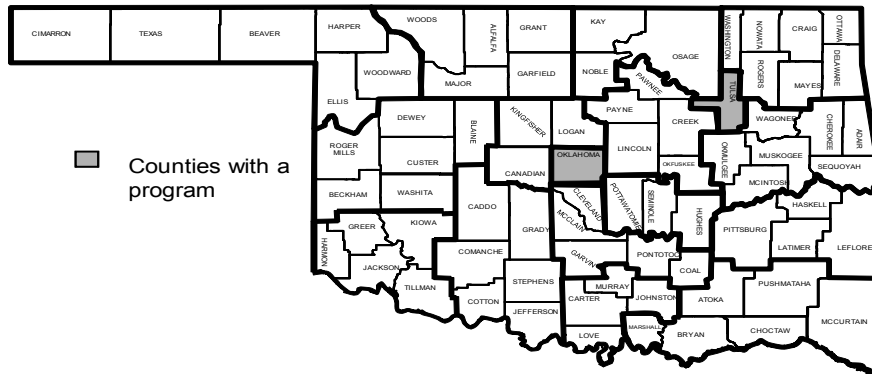 CIMARRON
TEXAS
BEAVER
HARPER
WOODS
ALFALFA
GRANT
KAY
OSAGE
WASHINGTON
NOWATA
CRAIG
OTTAWA
WOODWARD
MAJOR
GARFIELD
NOBLE
PAWNEE
TULSA
ROGERS
MAYES
DELAWARE
ELLIS
DEWEY
BLAINE
KINGFISHER
LOGAN
PAYNE
CREEK
WAGONER
CHEROKEE
ADAIR
ROGER
MILLS
CUSTER
CANADIAN
OKLAHOMA
LINCOLN
OKFUSKEE
OKMULGEE
MUSKOGEE
SEQUOYAH
MCINTOSH
Counties with a
program
BECKHAM
WASHITA
CADDO
GRADY
CLEVELAND
MCCLAIN
POTTAWATOMIE
SEMINOLE
HUGHES
PITTSBURG
HASKELL
LATIMER
LEFLORE
HARMON
GREER
KIOWA
JACKSON
TILLMAN
COMANCHE
COTTON
STEPHENS
JEFFERSON
GARVIN
MURRAY
CARTER
LOVE
PONTOTOC
JOHNSTON
MARSHALL
COAL
ATOKA
BRYAN
PUSHMATAHA
CHOCTAW
MCCURTAIN